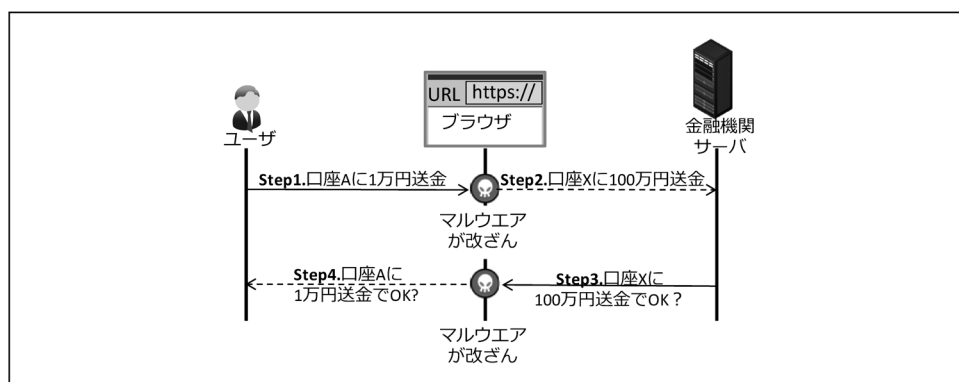 URL https://
ブラウザ
ユーザ
金融機関
サーバ
Step1.口座Aに1万円送金
Step2.口座Xに100万円送金
マルウエア
が改ざん
Step4.口座Aに
1万円送金でOK?
Step3.口座Xに
100万円送金でOK？
マルウエア
が改ざん